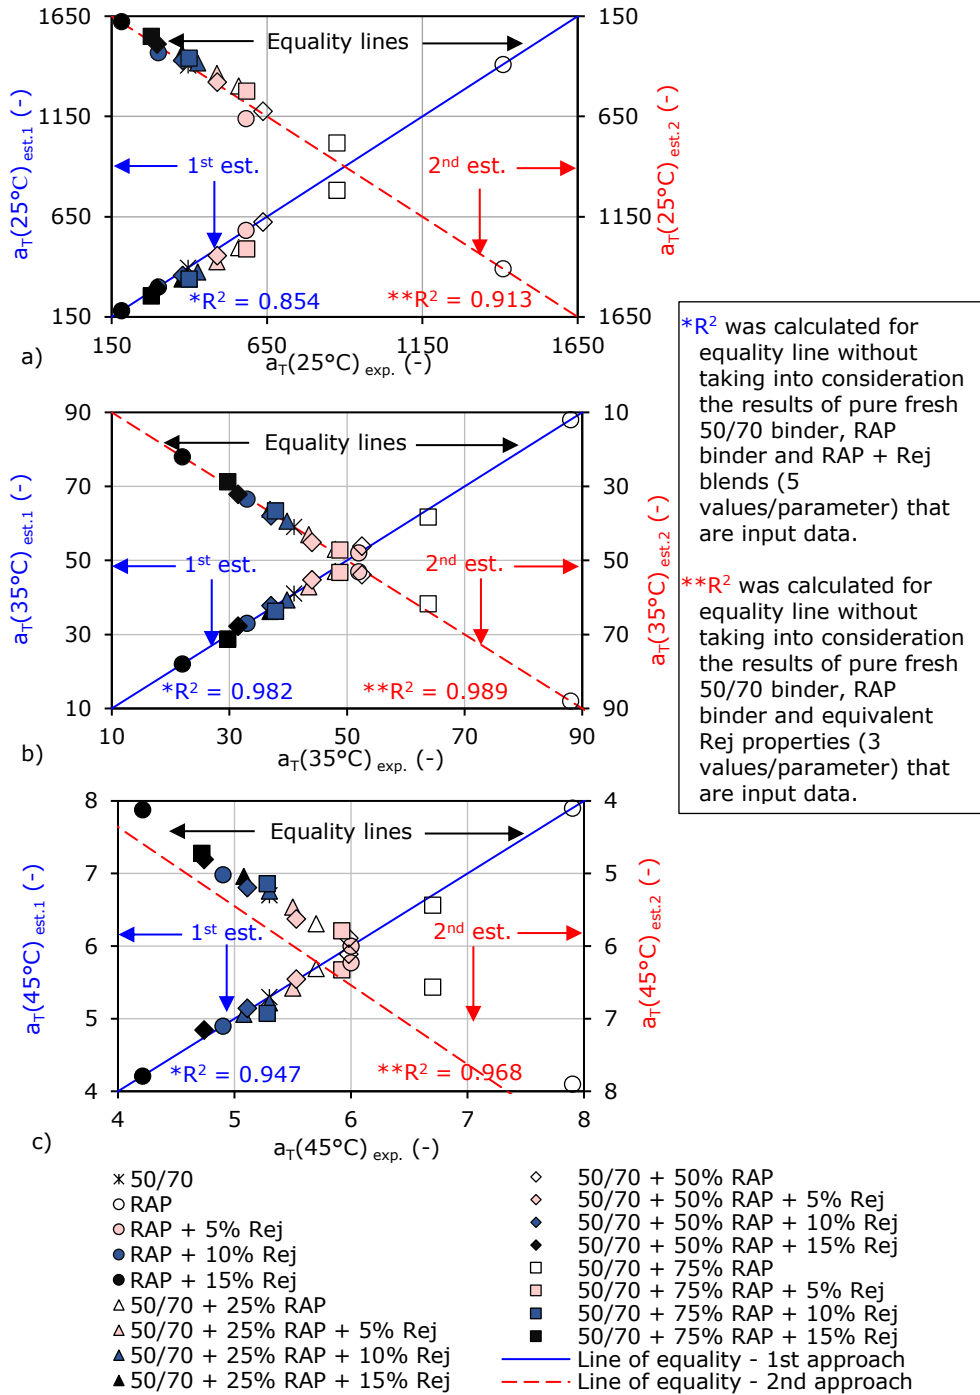 1650
1150
650
150
a_T(25°C) est.1 (-)
Equality lines
1st est.
2nd est.
*R² = 0.854
**R² = 0.913
150
650
1150
1650
a_T(25°C) est.2 (-)
150 650 1150 1650
a)
a_T(25°C) exp. (-)
90
70
50
30
10
a_T(35°C) est.1 (-)
Equality lines
1st est.
2nd est.
*R² = 0.982
**R² = 0.989
10
30
50
70
90
a_T(35°C) est.2 (-)
10 30 50 70 90
b)
a_T(35°C) exp. (-)
8
7
6
5
4
a_T(45°C) est.1 (-)
Equality lines
1st est.
2nd est.
*R² = 0.947
**R² = 0.968
4
5
6
7
8
a_T(45°C) est.2 (-)
4 5 6 7 8
c)
a_T(45°C) exp. (-)
*R² was calculated for
equality line without
taking into consideration
the results of pure fresh
50/70 binder, RAP
binder and RAP + Rej
blends (5
values/parameter) that
are input data.
**R² was calculated for
equality line without
taking into consideration
the results of pure fresh
50/70 binder, RAP
binder and equivalent
Rej properties (3
values/parameter) that
are input data.
50/70
RAP
RAP + 5% Rej
RAP + 10% Rej
RAP + 15% Rej
50/70 + 25% RAP
50/70 + 25% RAP + 5% Rej
50/70 + 25% RAP + 10% Rej
50/70 + 25% RAP + 15% Rej
50/70 + 50% RAP
50/70 + 50% RAP + 5% Rej
50/70 + 50% RAP + 10% Rej
50/70 + 50% RAP + 15% Rej
50/70 + 75% RAP
50/70 + 75% RAP + 5% Rej
50/70 + 75% RAP + 10% Rej
50/70 + 75% RAP + 15% Rej
Line of equality - 1st approach
Line of equality - 2nd approach